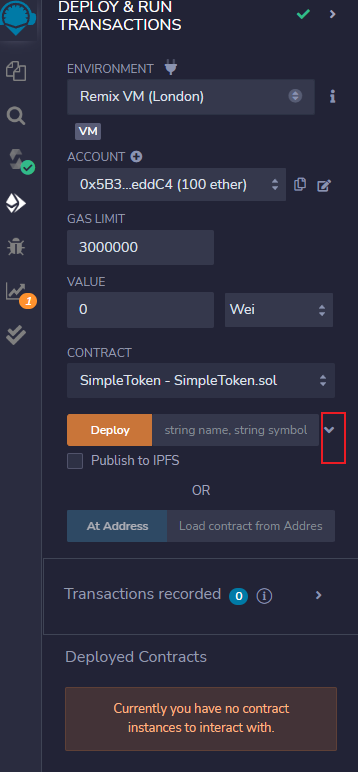 DEPLOY & RUN
TRANSACTIONS
ENVIRONMENT
Remix VM (London)
VM
ACCOUNT
0x5B3...eddC4 (100 ether)
GAS LIMIT
3000000
VALUE
0
Wei
CONTRACT
SimpleToken - SimpleToken.sol
Deploy
string name, string symbol
Publish to IPFS
OR
At Address
Load contract from Addres
1
Transactions recorded 0
Deployed Contracts
Currently you have no contract
instances to interact with.